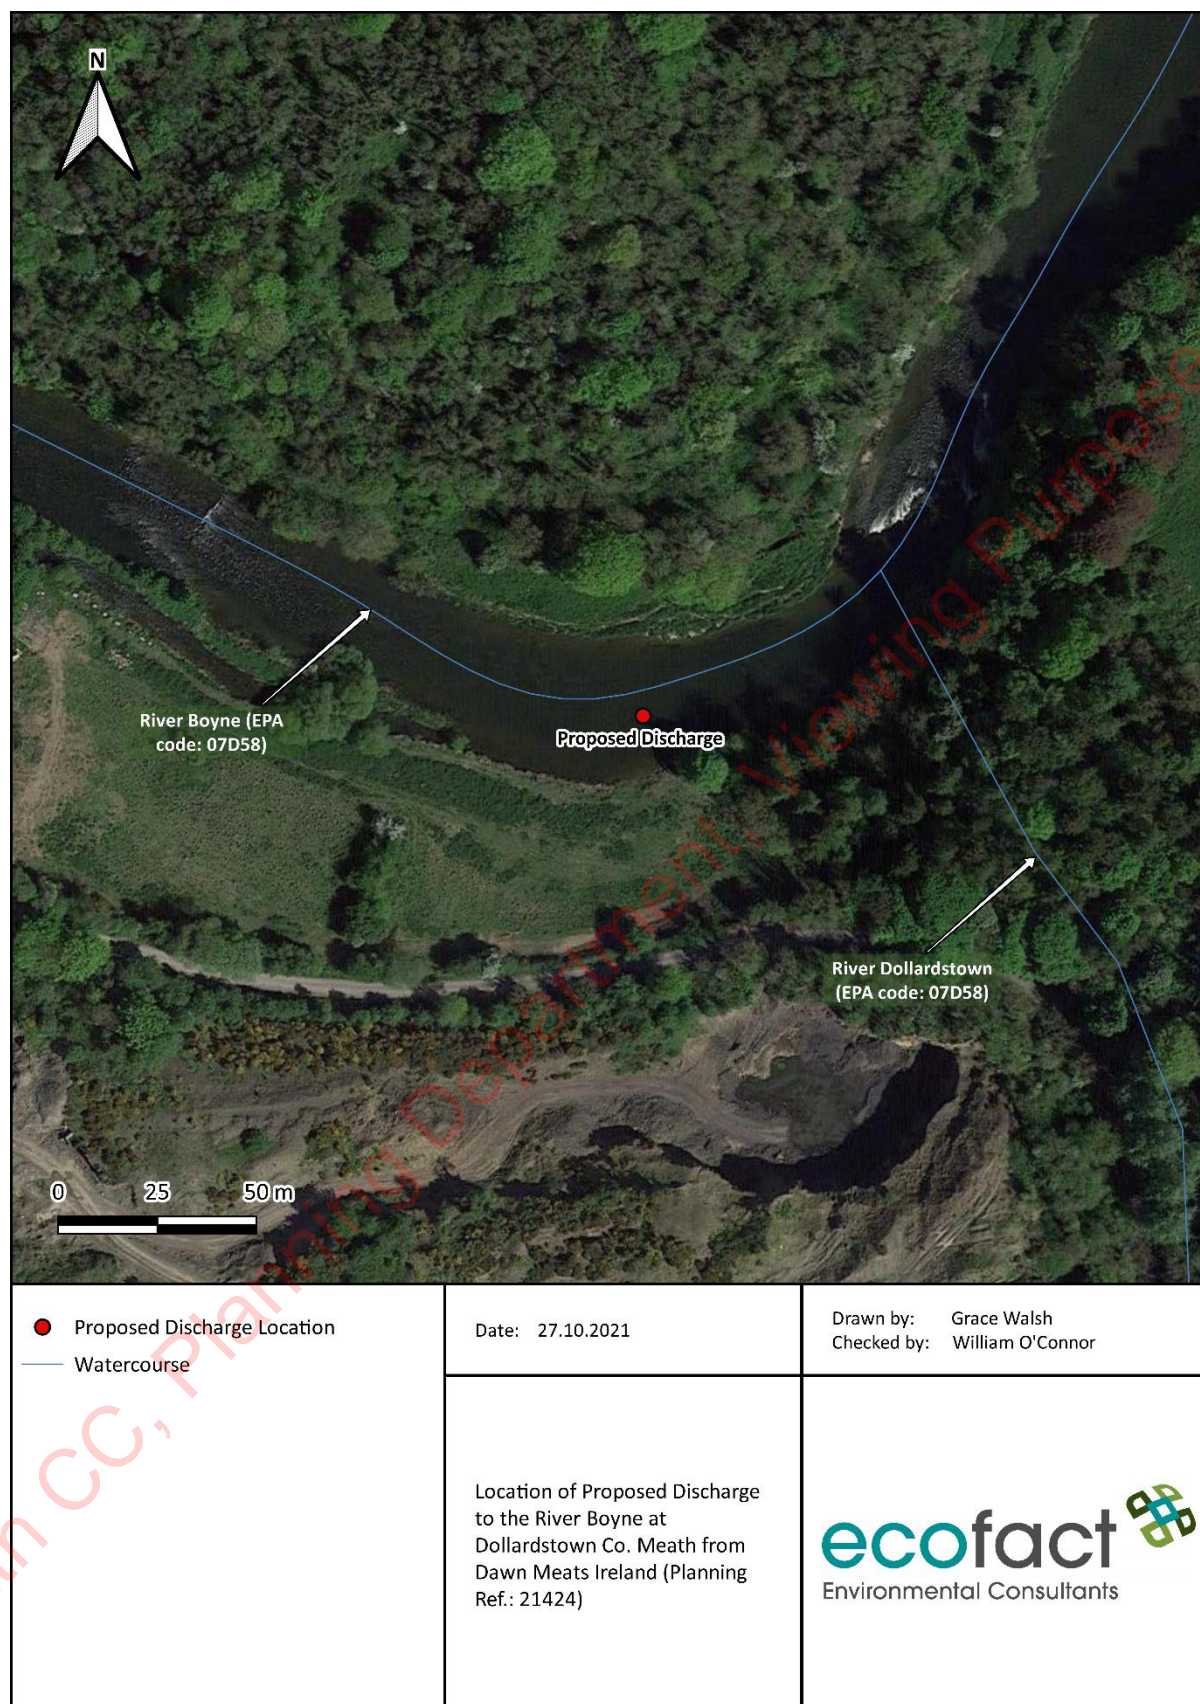 N
River Boyne (EPA
code: 07D58)
Proposed Discharge
River Dollardstown
(EPA code: 07D58)
0 25 50 m
Proposed Discharge Location
Watercourse
Date: 27.10.2021
Drawn by: Grace Walsh
Checked by: William O'Connor
Location of Proposed Discharge
to the River Boyne at
Dollardstown Co. Meath from
Dawn Meats Ireland (Planning
Ref.: 21424)
ecofact
Environmental Consultants
CC, Planning Department, Viewing Purpose